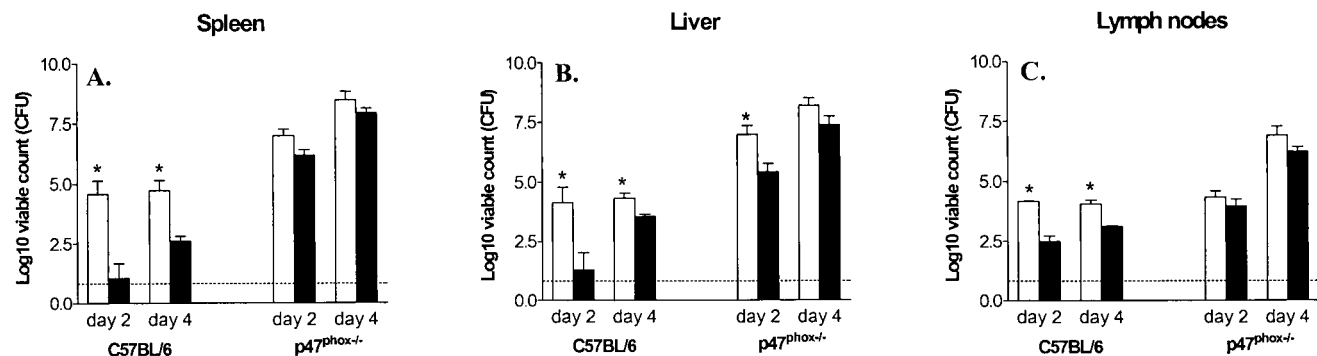 Spleen
A.
Log10 viable count (CFU)
10.0
7.5
5.0
2.5
0.0
* *
day 2 day 4 day 2 day 4
C57BL/6 p47phox-/-
Liver
B.
Log10 viable count (CFU)
10.0
7.5
5.0
2.5
0.0
* * *
day 2 day 4 day 2 day 4
C57BL/6 p47phox-/-
Lymph nodes
C.
Log10 viable count (CFU)
10.0
7.5
5.0
2.5
0.0
* *
day 2 day 4 day 2 day 4
C57BL/6 p47phox-/-